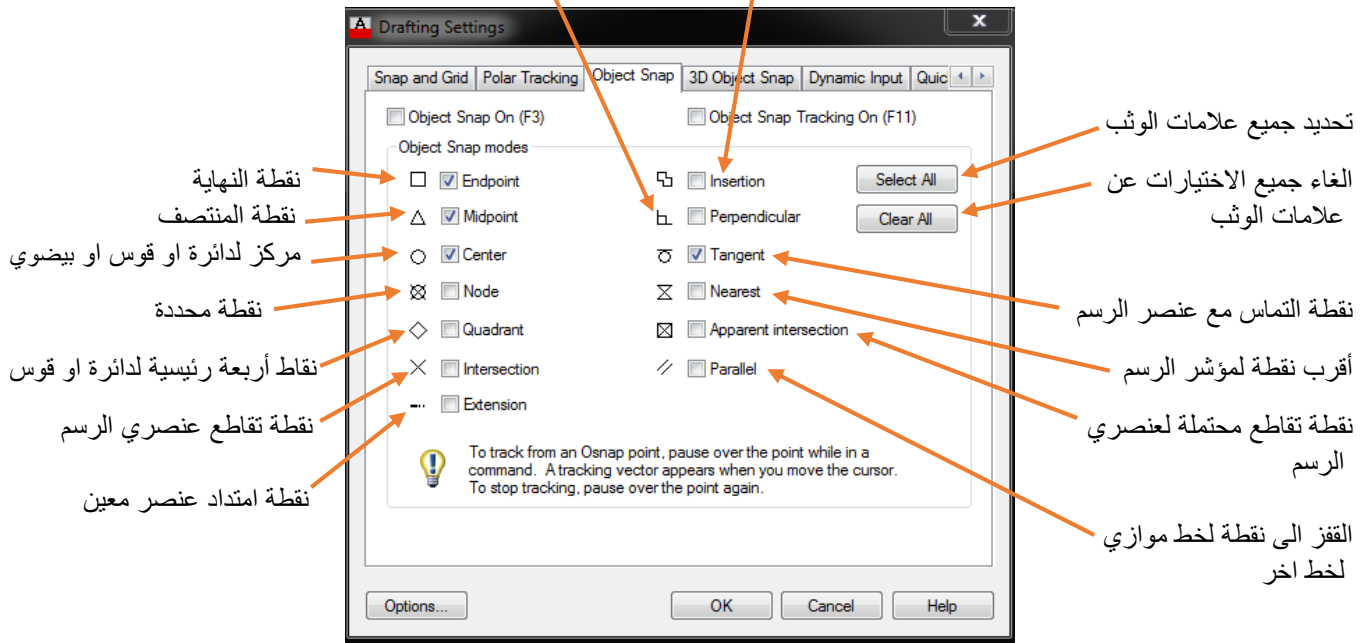 Drafting Settings
Snap and Grid Polar Tracking Object Snap 3D Object Snap Dynamic Input Quic
Object Snap On (F3)
Object Snap Tracking On (F11)
Object Snap modes
Endpoint
Midpoint
Center
Node
Quadrant
Intersection
Extension
Insertion
Perpendicular
Tangent
Nearest
Apparent intersection
Parallel
Select All
Clear All
To track from an Osnap point, pause over the point while in a
command. A tracking vector appears when you move the cursor.
To stop tracking, pause over the point again.
Options...
OK
Cancel
Help
نقطة النهاية
نقطة المنتصف
مركز لدائرة او قوس او بيضوي
نقطة محددة
نقاط أربعة رئيسية لدائرة او قوس
نقطة تقاطع عنصري الرسم
نقطة امتداد عنصر معين
تحديد جميع علامات الوثب
الغاء جميع الاختيارات عن
علامات الوثب
نقطة التماس مع عنصر الرسم
أقرب نقطة لمؤشر الرسم
نقطة تقاطع محتملة لعنصري
الرسم
القفز الى نقطة لخط موازي
لخط اخر